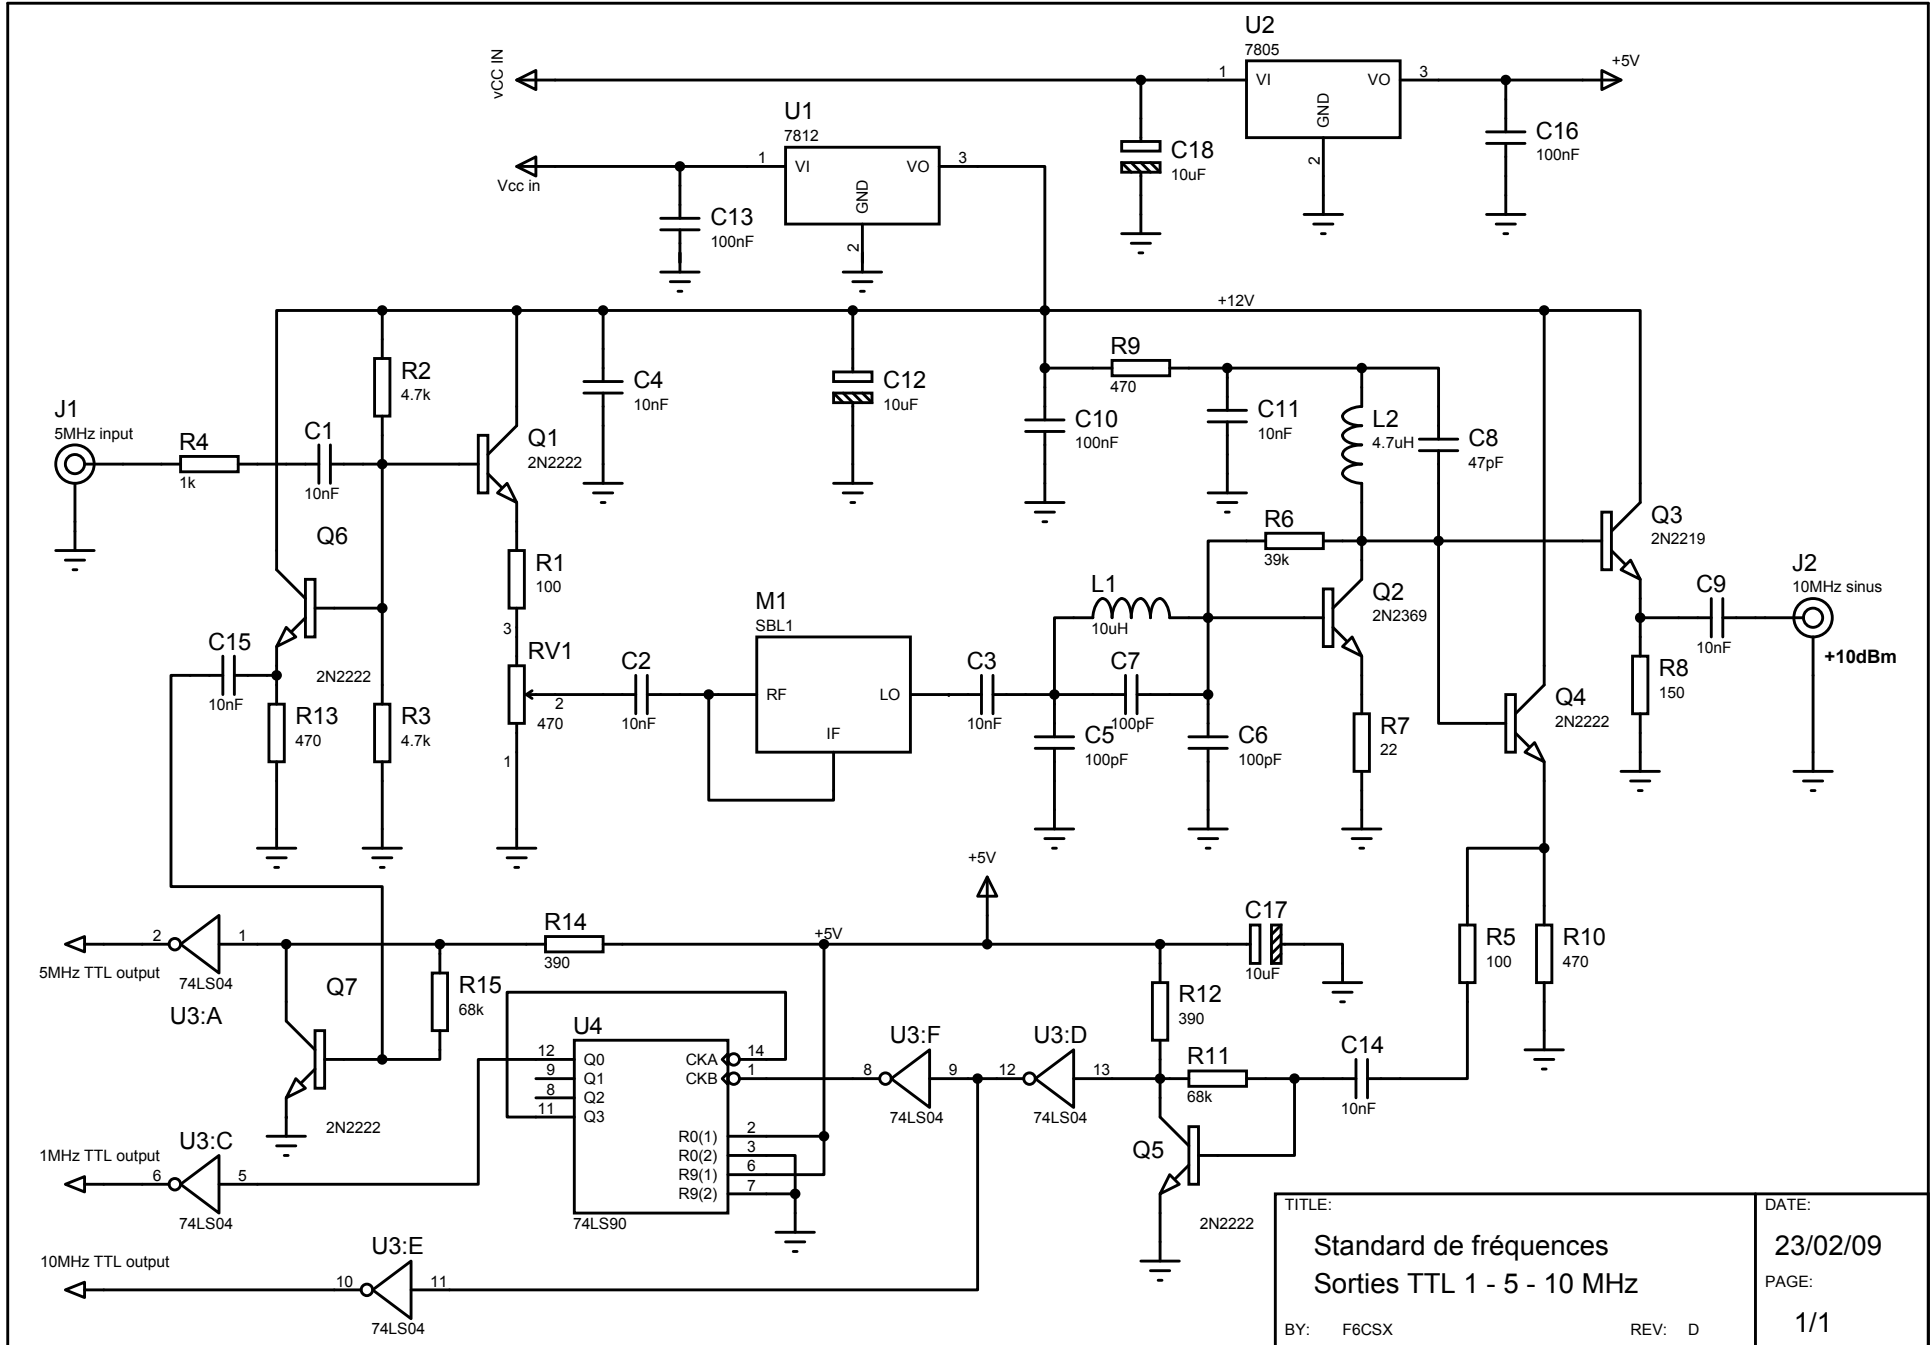 U2
7805
vCC IN
1
VI
VO
3
GND
2
+5V
C16
100nF
C18
10uF
U1
7812
Vcc in
1
VI
VO
3
GND
2
C13
100nF
+12V
R2
4.7k
C4
10nF
C12
10uF
R9
470
C10
100nF
C11
10nF
L2
4.7uH
C8
47pF
J1
5MHz input
R4
1k
C1
10nF
Q1
2N2222
Q6
2N2222
R1
100
R6
39k
Q3
2N2219
J2
10MHz sinus
+10dBm
C9
10nF
R8
150
C15
10nF
R13
470
R3
4.7k
3
RV1
470
2
1
C2
10nF
M1
SBL1
RF
LO
IF
C3
10nF
L1
10uH
C7
100pF
C5
100pF
C6
100pF
Q2
2N2369
R7
22
Q4
2N2222
+5V
R14
390
+5V
C17
10uF
R5
100
R10
470
2
1
5MHz TTL output
74LS04
U3:A
Q7
2N2222
R15
68k
R12
390
U4
12
Q0
9
Q1
8
Q2
11
Q3
CKA
14
CKB
1
R0(1)
2
R0(2)
3
R9(1)
6
R9(2)
7
74LS90
U3:F
8
9
74LS04
U3:D
12
13
74LS04
R11
68k
C14
10nF
Q5
2N2222
U3:C
1MHz TTL output
6
5
74LS04
U3:E
10MHz TTL output
10
11
74LS04
TITLE:
Standard de fréquences
Sorties TTL 1 - 5 - 10 MHz
BY: F6CSX
REV: D
DATE:
23/02/09
PAGE:
1/1